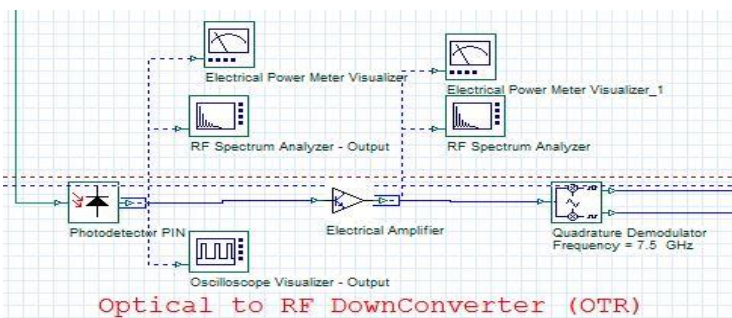 Electrical Power Meter Visualizer
Electrical Power Meter Visualizer_1
RF Spectrum Analyzer - Output
RF Spectrum Analyzer
Photodetector PIN
Electrical Amplifier
Quadrature Demodulator
Frequency = 7.5 GHz
Oscilloscope Visualizer - Output
Optical to RF DownConverter (OTR)